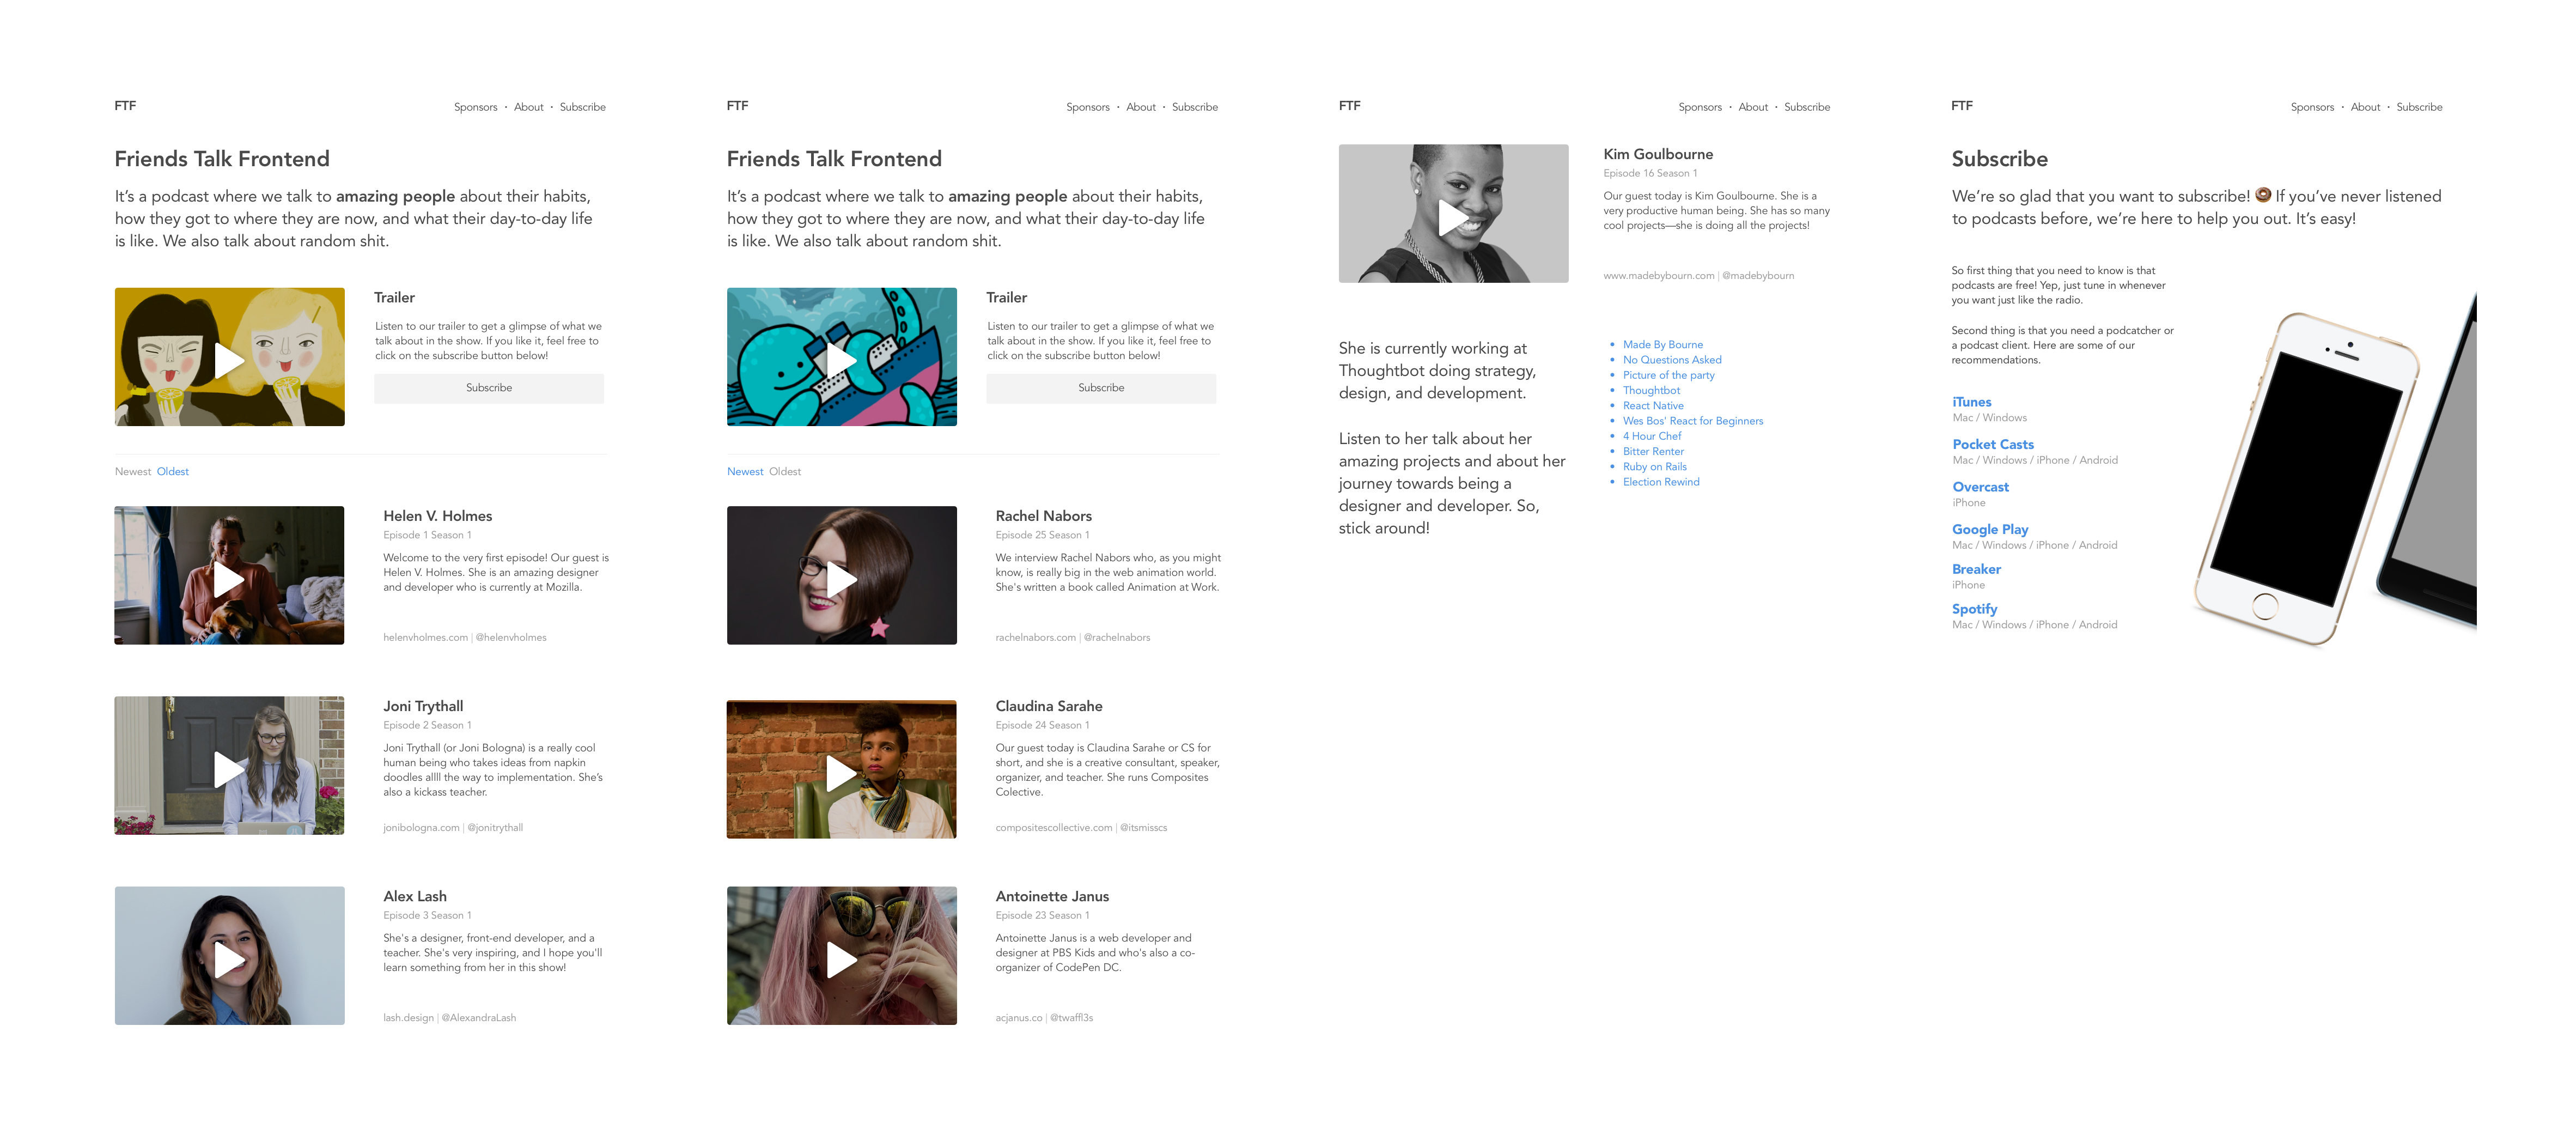 FTF
Sponsors · About · Subscribe
Friends Talk Frontend
It's a podcast where we talk to amazing people about their habits,
how they got to where they are now, and what their day-to-day life
is like. We also talk about random shit.
Trailer
Listen to our trailer to get a glimpse of what we
talk about in the show. If you like it, feel free to
click on the subscribe button below!
Subscribe
Newest Oldest
Helen V. Holmes
Episode 1 Season 1
Welcome to the very first episode! Our guest is
Helen V. Holmes. She is an amazing designer
and developer who is currently at Mozilla.
helenvholmes.com | @helenvholmes
Joni Trythall
Episode 2 Season 1
Joni Trythall (or Joni Bologna) is a really cool
human being who takes ideas from napkin
doodles allll the way to implementation. She's
also a kickass teacher.
jonibologna.com | @jonitrythall
Alex Lash
Episode 3 Season 1
She's a designer, front-end developer, and a
teacher. She's very inspiring, and I hope you'll
learn something from her in this show!
lash.design | @AlexandraLash
FTF
Sponsors · About · Subscribe
Friends Talk Frontend
It's a podcast where we talk to amazing people about their habits,
how they got to where they are now, and what their day-to-day life
is like. We also talk about random shit.
Trailer
Listen to our trailer to get a glimpse of what we
talk about in the show. If you like it, feel free to
click on the subscribe button below!
Subscribe
Newest Oldest
Rachel Nabors
Episode 25 Season 1
We interview Rachel Nabors who, as you might
know, is really big in the web animation world.
She's written a book called Animation at Work.
rachelnabors.com | @rachelnabors
Claudina Sarahe
Episode 24 Season 1
Our guest today is Claudina Sarahe or CS for
short, and she is a creative consultant, speaker,
organizer, and teacher. She runs Composites
Colective.
compositescollective.com | @itsmisscs
Antoinette Janus
Episode 23 Season 1
Antoinette Janus is a web developer and
designer at PBS Kids and who's also a co-
organizer of CodePen DC.
acjanus.co | @twaffl3s
FTF
Sponsors · About · Subscribe
Kim Goulbourne
Episode 16 Season 1
Our guest today is Kim Goulbourne. She is a
very productive human being. She has so many
cool projects—she is doing all the projects!
www.madebybourn.com | @madebybourn
She is currently working at
Thoughtbot doing strategy,
design, and development.
Listen to her talk about her
amazing projects and about her
journey towards being a
designer and developer. So,
stick around!
• Made By Bourne
• No Questions Asked
• Picture of the party
• Thoughtbot
• React Native
• Wes Bos' React for Beginners
• 4 Hour Chef
• Bitter Renter
• Ruby on Rails
• Election Rewind
FTF
Sponsors · About · Subscribe
Subscribe
We're so glad that you want to subscribe! 🍩 If you've never listened
to podcasts before, we're here to help you out. It's easy!
So first thing that you need to know is that
podcasts are free! Yep, just tune in whenever
you want just like the radio.
Second thing is that you need a podcatcher or
a podcast client. Here are some of our
recommendations.
iTunes
Mac / Windows
Pocket Casts
Mac / Windows / iPhone / Android
Overcast
iPhone
Google Play
Mac / Windows / iPhone / Android
Breaker
iPhone
Spotify
Mac / Windows / iPhone / Android